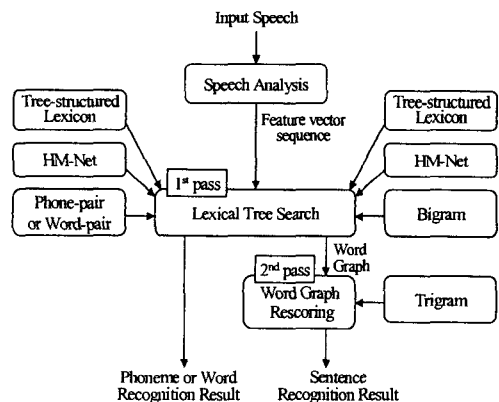 Input Speech
Speech Analysis
Feature vector
sequence
Tree-structured
Lexicon
HM-Net
Phone-pair
or Word-pair
Tree-structured
Lexicon
HM-Net
Bigram
1st pass
Lexical Tree Search
Word
Graph
2nd pass
Word Graph
Rescoring
Trigram
Phoneme or Word
Recognition Result
Sentence
Recognition Result